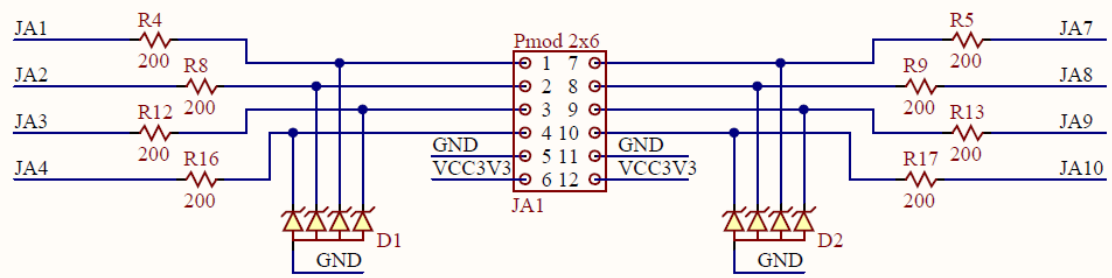 R4 R5
JA1 Pmod 2x6 JA7
200 R8 1 7 R9 200
JA2 2 8 JA8
R12 200 3 9 200 R13
JA3 4 10 JA9
200 R16 GND 5 11 GND R17 200
JA4 VCC3V3 6 12 VCC3V3 JA10
200 JA1 200
D1 D2
GND GND